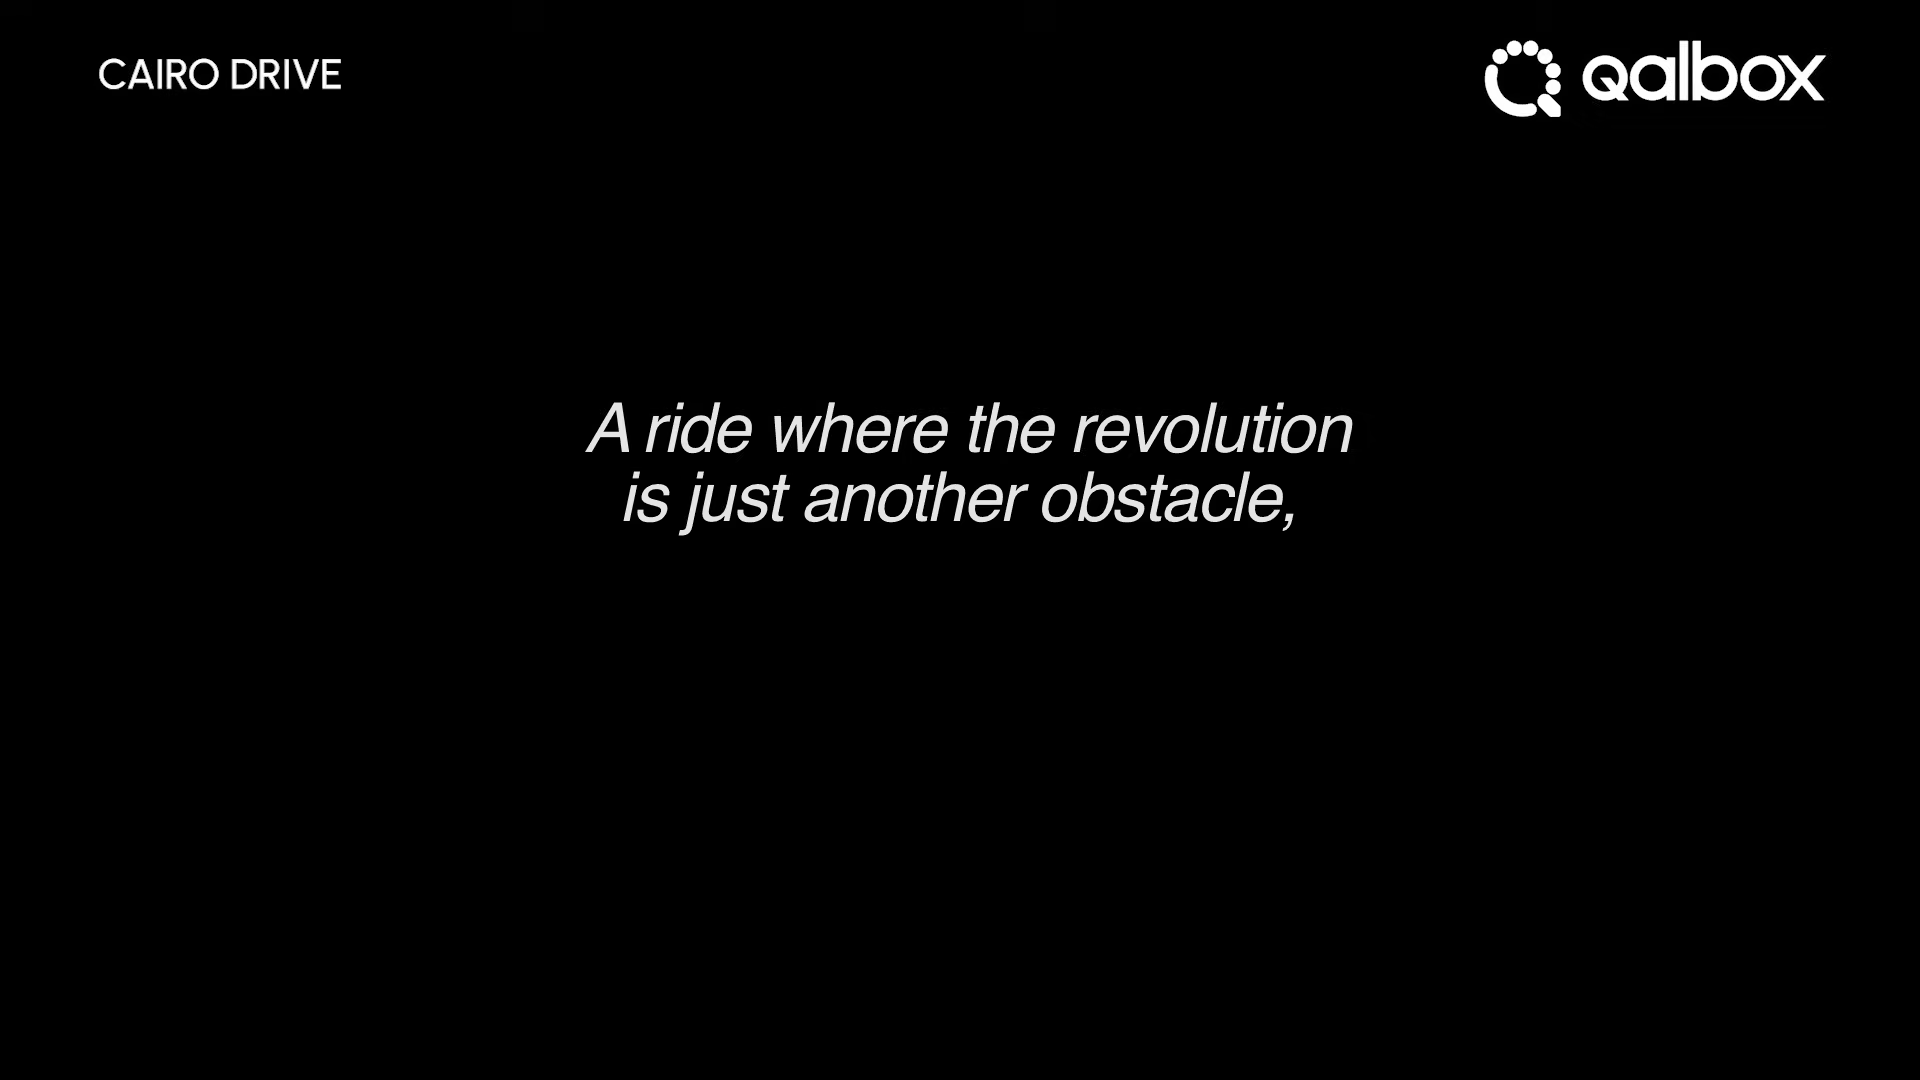 CAIRO DRIVE
Qalbox
A ride where the revolution
is just another obstacle,